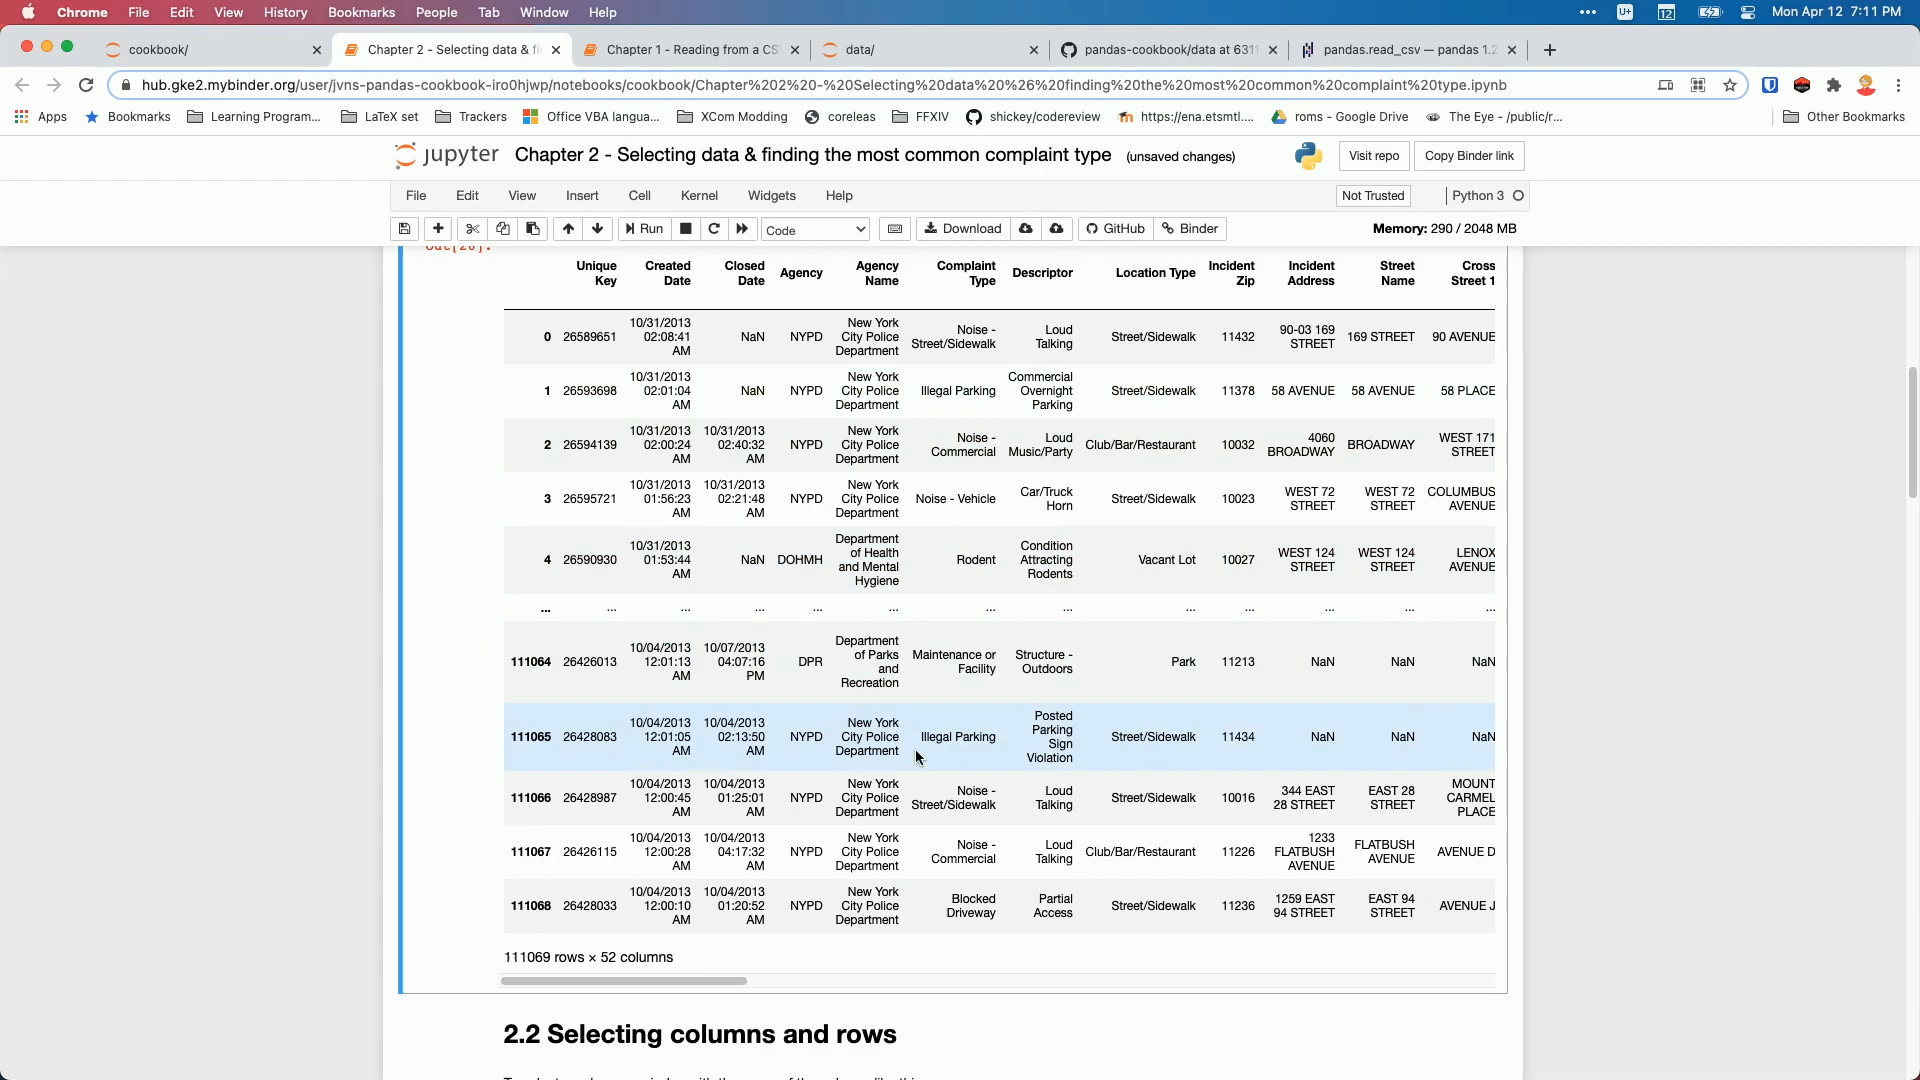 Chrome File Edit View History Bookmarks People Tab Window Help ••• U+ 12 Mon Apr 12 7:11 PM
cookbook/ Chapter 2 - Selecting data & fi Chapter 1 - Reading from a CS data/ pandas-cookbook/data at 6311 pandas.read_csv — pandas 1.2
hub.gke2.mybinder.org/user/jvns-pandas-cookbook-iro0hjwp/notebooks/cookbook/Chapter%202%20-%20Selecting%20data%20%26%20finding%20the%20most%20common%20complaint%20type.ipynb
Apps Bookmarks Learning Program... LaTeX set Trackers Office VBA langua... XCom Modding coreleas FFXIV shickey/codereview https://ena.etsmtl.... roms - Google Drive The Eye - /public/r... Other Bookmarks
jupyter Chapter 2 - Selecting data & finding the most common complaint type (unsaved changes) Visit repo Copy Binder link
File Edit View Insert Cell Kernel Widgets Help Not Trusted Python 3
Run Code Download GitHub Binder Memory: 290 / 2048 MB
Unique Created Closed Agency Agency Complaint Descriptor Location Type Incident Incident Street Cross
Key Date Date Name Type Zip Address Name Street 1
10/31/2013 New York
0 26589651 02:08:41 NaN NYPD City Police Noise - Street/Sidewalk Loud Talking Street/Sidewalk 11432 90-03 169 STREET 169 STREET 90 AVENUE
AM Department
10/31/2013 New York Commercial
1 26593698 02:01:04 NaN NYPD City Police Illegal Parking Overnight Street/Sidewalk 11378 58 AVENUE 58 AVENUE 58 PLACE
AM Department Parking
10/31/2013 10/31/2013 New York
2 26594139 02:00:24 02:40:32 NYPD City Police Noise - Commercial Loud Music/Party Club/Bar/Restaurant 10032 4060 BROADWAY BROADWAY WEST 171 STREET
AM AM Department
10/31/2013 10/31/2013 New York
3 26595721 01:56:23 02:21:48 NYPD City Police Noise - Vehicle Car/Truck Horn Street/Sidewalk 10023 WEST 72 STREET WEST 72 STREET COLUMBUS AVENUE
AM AM Department
Department
10/31/2013 of Health Condition
4 26590930 01:53:44 NaN DOHMH and Mental Rodent Attracting Vacant Lot 10027 WEST 124 STREET WEST 124 STREET LENOX AVENUE
AM Hygiene Rodents
... ... ... ... ... ... ... ... ... ... ... ... ...
Department
10/04/2013 10/07/2013 of Parks
111064 26426013 12:01:13 04:07:16 DPR and Maintenance or Facility Structure - Outdoors Park 11213 NaN NaN NaN
AM PM Recreation
Posted
10/04/2013 10/04/2013 New York Parking
111065 26428083 12:01:05 02:13:50 NYPD City Police Illegal Parking Sign Street/Sidewalk 11434 NaN NaN NaN
AM AM Department Violation
10/04/2013 10/04/2013 New York MOUNT
111066 26428987 12:00:45 01:25:01 NYPD City Police Noise - Street/Sidewalk Loud Talking Street/Sidewalk 10016 344 EAST 28 STREET EAST 28 STREET CARMEL
AM AM Department PLACE
10/04/2013 10/04/2013 New York 1233
111067 26426115 12:00:28 04:17:32 NYPD City Police Noise - Commercial Loud Talking Club/Bar/Restaurant 11226 FLATBUSH FLATBUSH AVENUE AVENUE D
AM AM Department AVENUE
10/04/2013 10/04/2013 New York
111068 26428033 12:00:10 01:20:52 NYPD City Police Blocked Driveway Partial Access Street/Sidewalk 11236 1259 EAST 94 STREET EAST 94 STREET AVENUE J
AM AM Department
111069 rows × 52 columns
2.2 Selecting columns and rows